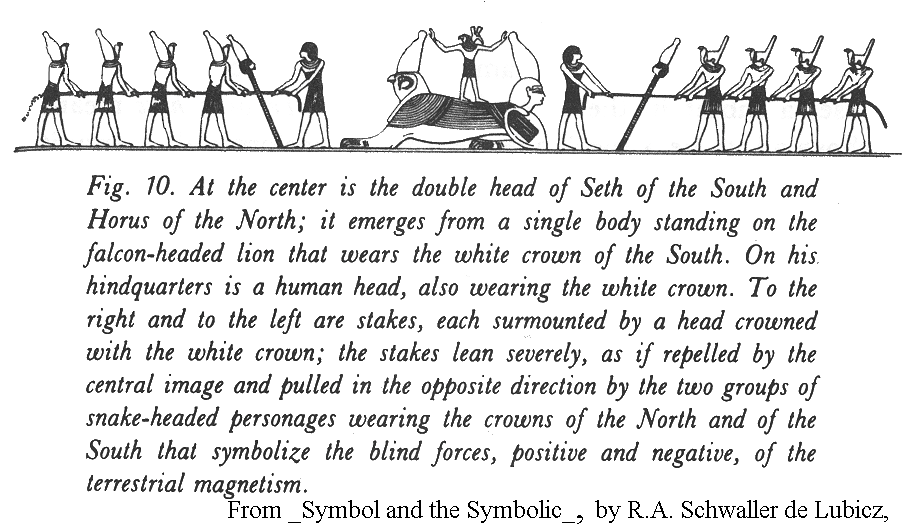 Fig. 10. At the center is the double head of Seth of the South and
Horus of the North; it emerges from a single body standing on the
falcon-headed lion that wears the white crown of the South. On his
hindquarters is a human head, also wearing the white crown. To the
right and to the left are stakes, each surmounted by a head crowned
with the white crown; the stakes lean severely, as if repelled by the
central image and pulled in the opposite direction by the two groups of
snake-headed personages wearing the crowns of the North and of the
South that symbolize the blind forces, positive and negative, of the
terrestrial magnetism.
From _Symbol and the Symbolic_, by R.A. Schwaller de Lubicz,